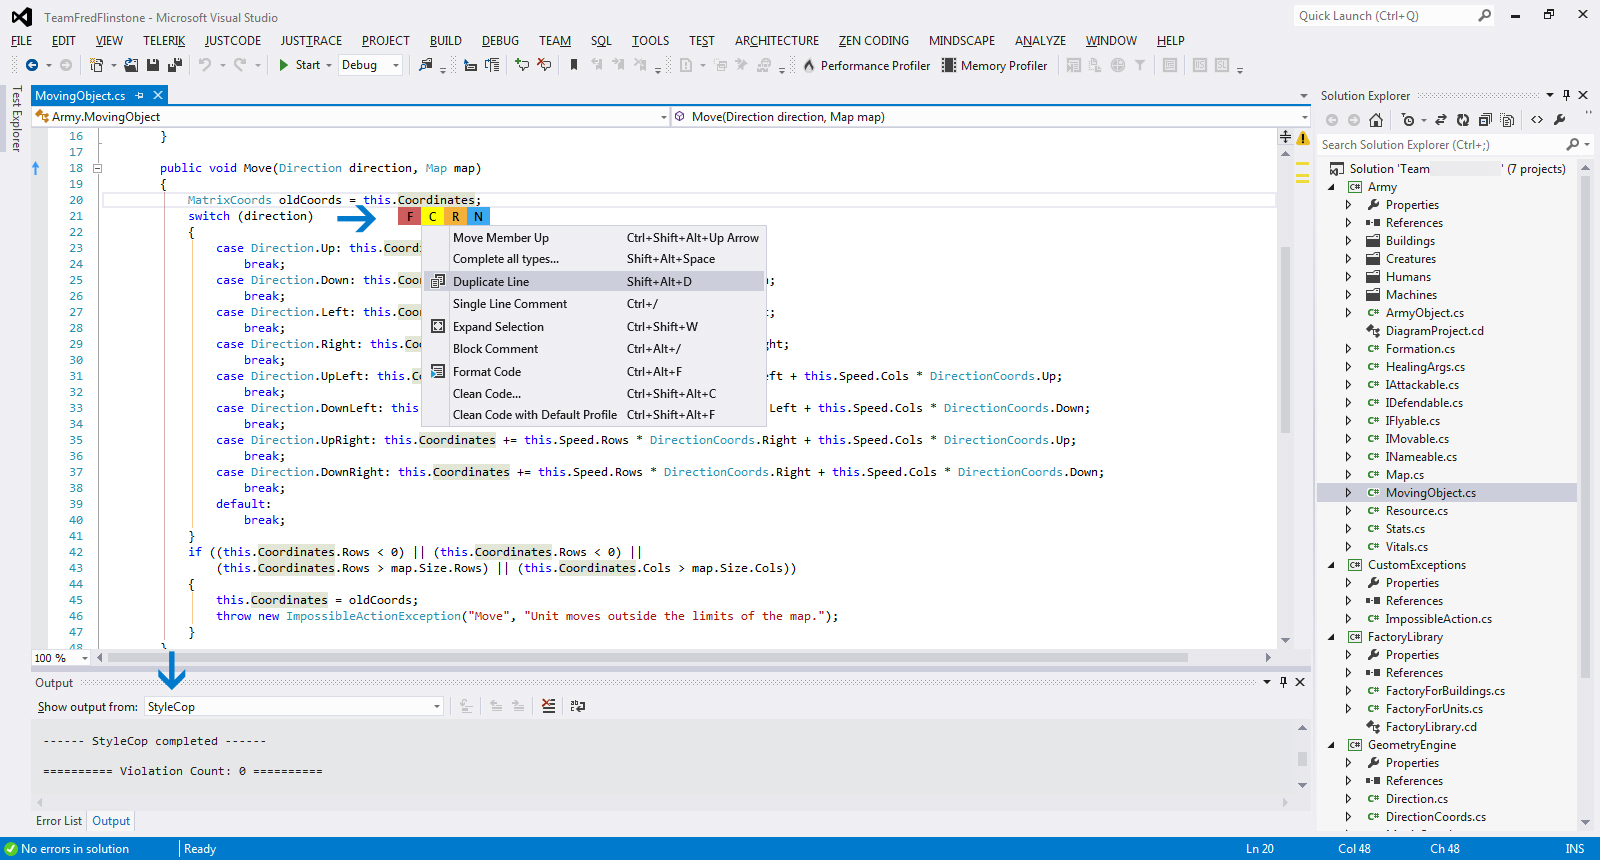 TeamFredFlinstone - Microsoft Visual Studio
Quick Launch (Ctrl+Q)
FILE EDIT VIEW TELERIK JUSTCODE JUSTTRACE PROJECT BUILD DEBUG TEAM SQL TOOLS TEST ARCHITECTURE ZEN CODING MINDSCAPE ANALYZE WINDOW HELP
Start Debug Performance Profiler Memory Profiler
Test Explorer
MovingObject.cs
Army.MovingObject Move(Direction direction, Map map)
16 }
17
18 public void Move(Direction direction, Map map)
19 {
20 MatrixCoords oldCoords = this.Coordinates;
21 switch (direction)
F C R N
22 {
23 case Direction.Up: this.Coord
24 break;
25 case Direction.Down: this.Coo ;
26 break;
27 case Direction.Left: this.Coo ;
28 break;
29 case Direction.Right: this.Co ght;
30 break;
31 case Direction.UpLeft: this.C eft + this.Speed.Cols * DirectionCoords.Up;
32 break;
33 case Direction.DownLeft: this Left + this.Speed.Cols * DirectionCoords.Down;
34 break;
35 case Direction.UpRight: this.Coordinates += this.Speed.Rows * DirectionCoords.Right + this.Speed.Cols * DirectionCoords.Up;
36 break;
37 case Direction.DownRight: this.Coordinates += this.Speed.Rows * DirectionCoords.Right + this.Speed.Cols * DirectionCoords.Down;
38 break;
39 default:
40 break;
41 }
42 if ((this.Coordinates.Rows < 0) || (this.Coordinates.Rows < 0) ||
43 (this.Coordinates.Rows > map.Size.Rows) || (this.Coordinates.Cols > map.Size.Cols))
44 {
45 this.Coordinates = oldCoords;
46 throw new ImpossibleActionException("Move", "Unit moves outside the limits of the map.");
47 }
48 }
Move Member Up Ctrl+Shift+Alt+Up Arrow
Complete all types... Shift+Alt+Space
Duplicate Line Shift+Alt+D
Single Line Comment Ctrl+/
Expand Selection Ctrl+Shift+W
Block Comment Ctrl+Alt+/
Format Code Ctrl+Alt+F
Clean Code... Ctrl+Shift+Alt+C
Clean Code with Default Profile Ctrl+Shift+Alt+F
100 %
Output
Show output from: StyleCop
------ StyleCop completed ------
========== Violation Count: 0 ==========
Error List Output
Solution Explorer
Search Solution Explorer (Ctrl+;)
Solution 'Team ' (7 projects)
C# Army
Properties
References
Buildings
Creatures
Humans
Machines
C# ArmyObject.cs
DiagramProject.cd
C# Formation.cs
C# HealingArgs.cs
C# IAttackable.cs
C# IDefendable.cs
C# IFlyable.cs
C# IMovable.cs
C# INameable.cs
C# Map.cs
C# MovingObject.cs
C# Resource.cs
C# Stats.cs
C# Vitals.cs
C# CustomExceptions
Properties
References
C# ImpossibleAction.cs
C# FactoryLibrary
Properties
References
C# FactoryForBuildings.cs
C# FactoryForUnits.cs
FactoryLibrary.cd
C# GeometryEngine
Properties
References
C# Direction.cs
C# DirectionCoords.cs
No errors in solution Ready Ln 20 Col 48 Ch 48 INS